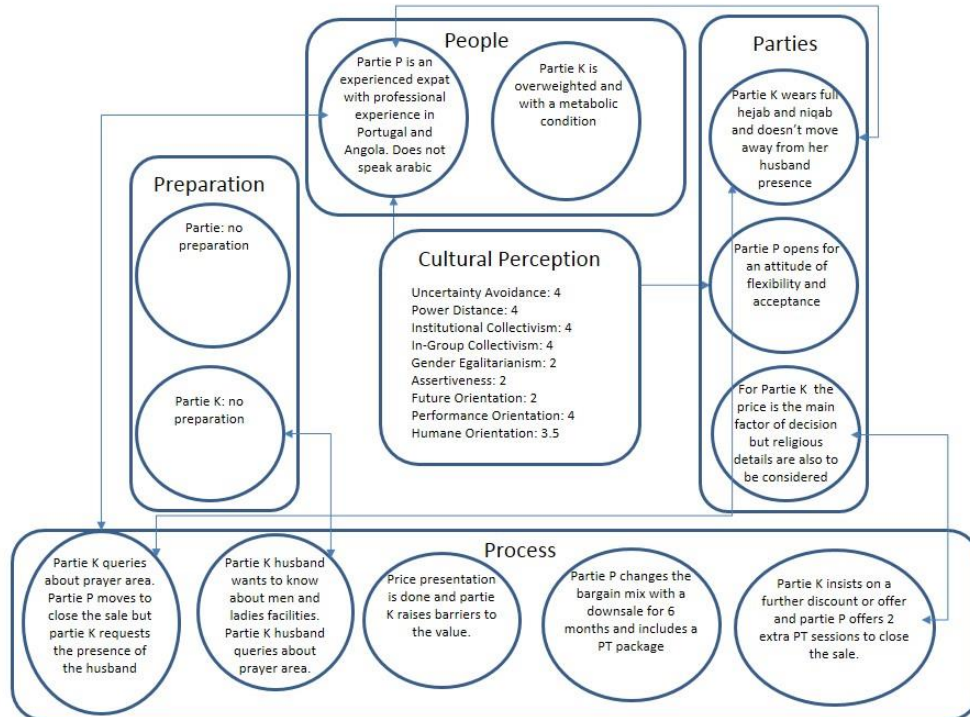 People
Partie P is an
experienced expat
with professional
experience in
Portugal and
Angola. Does not
speak arabic
Partie K is
overweighted and
with a metabolic
condition
Parties
Partie K wears full
hejab and niqab
and doesn't move
away from her
husband
presence
Partie P opens for
an attitude of
flexibility and
acceptance
For Partie K the
price is the main
factor of decision
but religious
details are also to
be considered
Preparation
Partie: no
preparation
Partie K: no
preparation
Cultural Perception
Uncertainty Avoidance: 4
Power Distance: 4
Institutional Collectivism: 4
In-Group Collectivism: 4
Gender Egalitarianism: 2
Assertiveness: 2
Future Orientation: 2
Performance Orientation: 4
Humane Orientation: 3.5
Process
Partie K queries
about prayer area.
Partie P moves to
close the sale but
partie K requests
the presence of
the husband
Partie K husband
wants to know
about men and
ladies facilities.
Partie K husband
queries about
prayer area.
Price presentation
is done and partie
K raises barriers to
the value.
Partie P changes the
bargain mix with a
downsale for 6
months and includes a
PT package
Partie K insists on a
further discount or offer
and partie P offers 2
extra PT sessions to close
the sale.